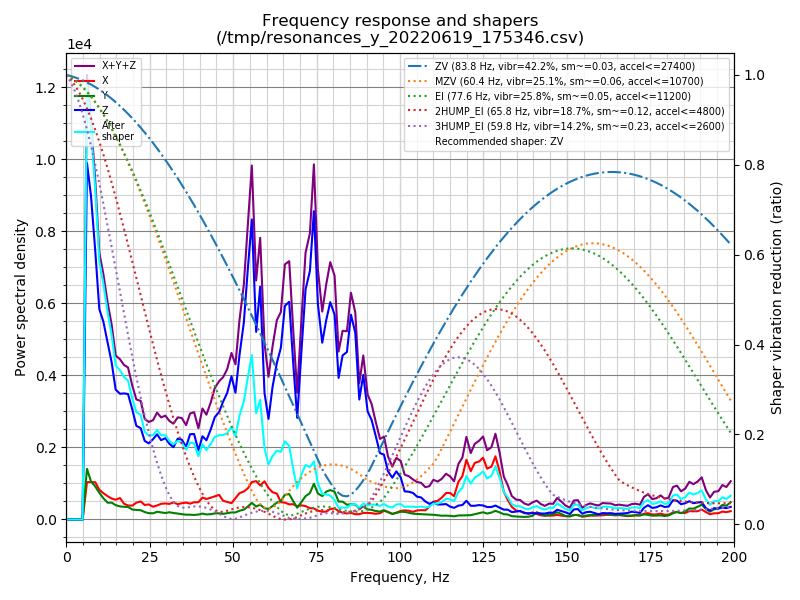 Frequency response and shapers
(/tmp/resonances_y_20220619_175346.csv)
1e4
X+Y+Z
X
Y
Z
After
shaper
ZV (83.8 Hz, vibr=42.2%, sm~=0.03, accel<=27400)
MZV (60.4 Hz, vibr=25.1%, sm~=0.06, accel<=10700)
EI (77.6 Hz, vibr=25.8%, sm~=0.05, accel<=11200)
2HUMP_EI (65.8 Hz, vibr=18.7%, sm~=0.12, accel<=4800)
3HUMP_EI (59.8 Hz, vibr=14.2%, sm~=0.23, accel<=2600)
Recommended shaper: ZV
1.2
1.0
0.8
0.6
0.4
0.2
0.0
Power spectral density
1.0
0.8
0.6
0.4
0.2
0.0
Shaper vibration reduction (ratio)
0 25 50 75 100 125 150 175 200
Frequency, Hz